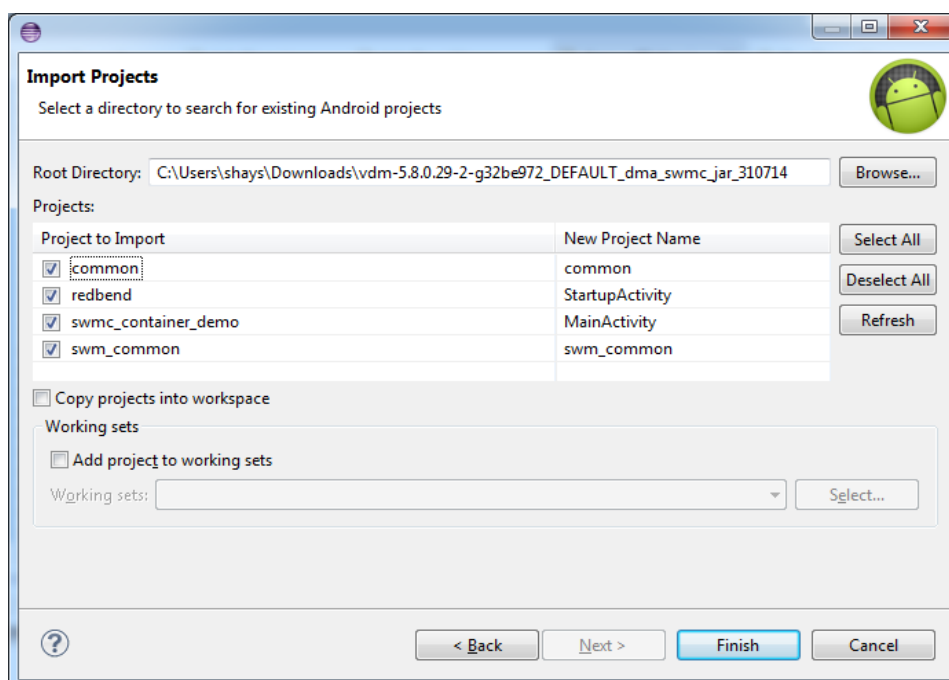 Import Projects
Select a directory to search for existing Android projects
Root Directory: C:\Users\shays\Downloads\vdm-5.8.0.29-2-g32be972_DEFAULT_dma_swmc_jar_310714 Browse...
Projects:
Project to Import New Project Name Select All
common common
Deselect All
redbend StartupActivity
swmc_container_demo MainActivity Refresh
swm_common swm_common
Copy projects into workspace
Working sets
Add project to working sets
Working sets: Select...
? < Back Next > Finish Cancel